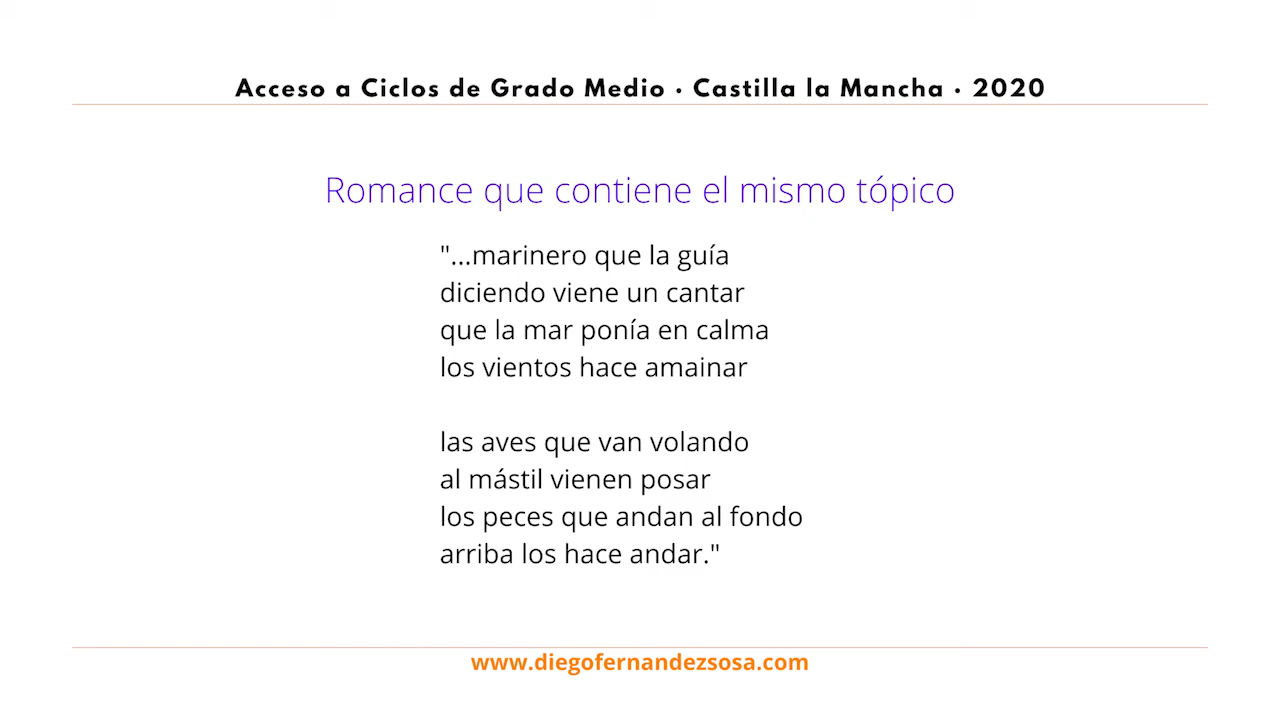 Acceso a Ciclos de Grado Medio · Castilla la Mancha · 2020
Romance que contiene el mismo tópico
"...marinero que la guía
diciendo viene un cantar
que la mar ponía en calma
los vientos hace amainar
las aves que van volando
al mástil vienen posar
los peces que andan al fondo
arriba los hace andar."
www.diegofernandezsosa.com